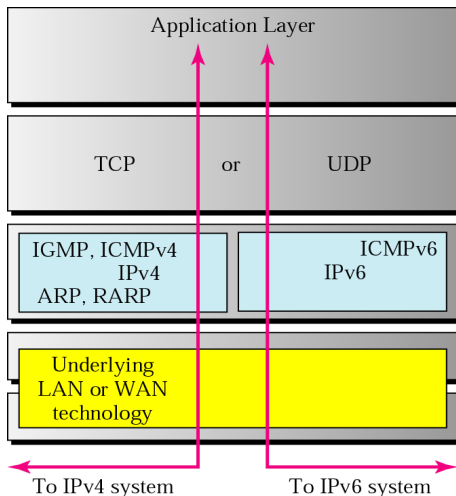 Application Layer
TCP or UDP
IGMP, ICMPv4
IPv4
ARP, RARP
ICMPv6
IPv6
Underlying
LAN or WAN
technology
To IPv4 system
To IPv6 system